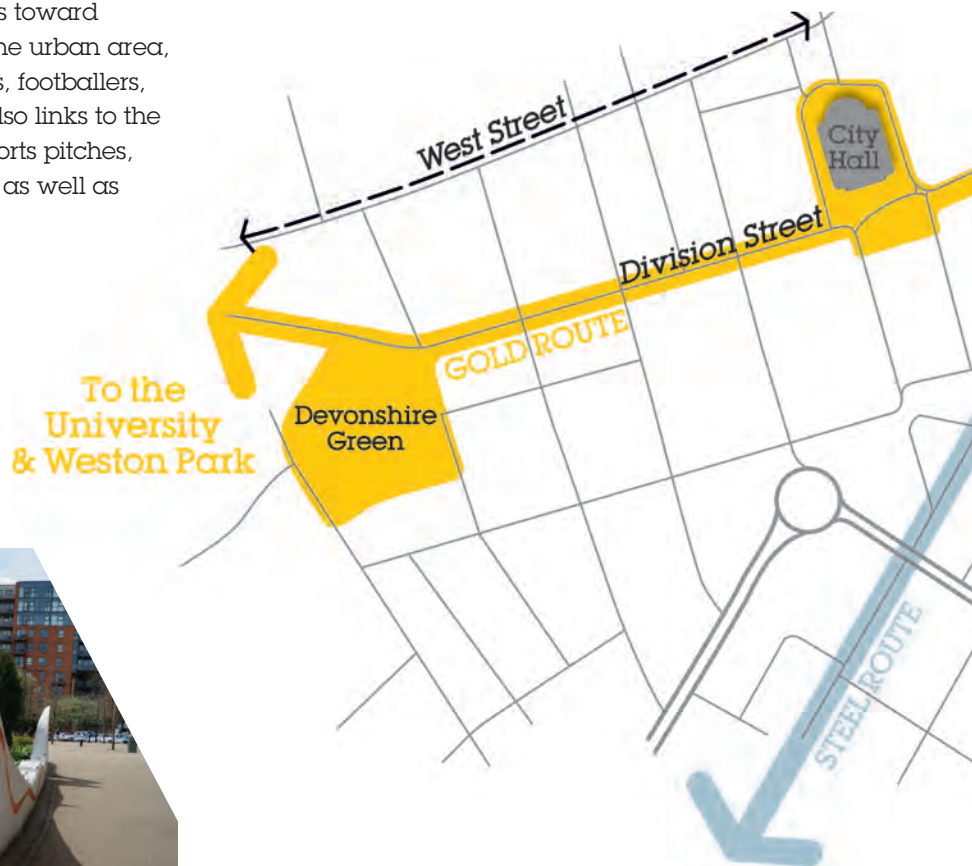 s toward
ne urban area,
s, footballers,
lso links to the
orts pitches,
as well as
West Street
City
Hall
Division Street
GOLD ROUTE
To the
University
& Weston Park
Devonshire
Green
STEEL ROUTE